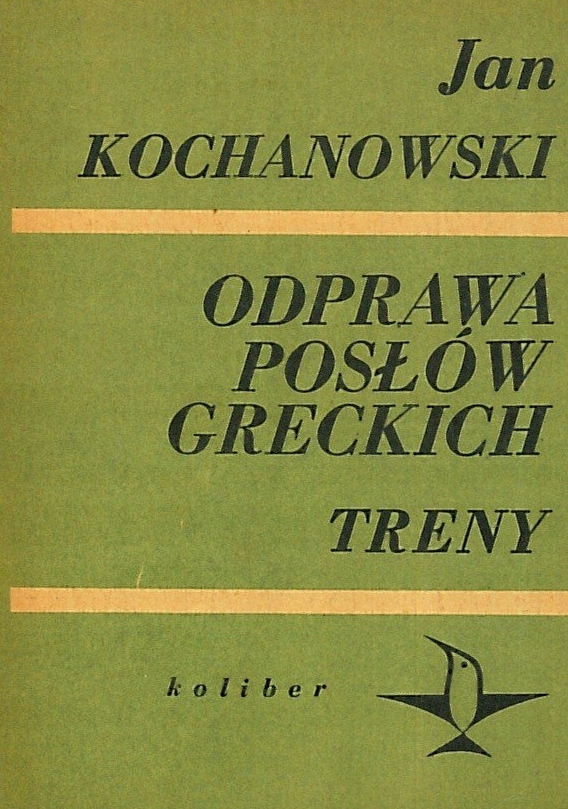 Jan
KOCHANOWSKI
ODPRAWA
POSŁÓW
GRECKICH
TRENY
koliber